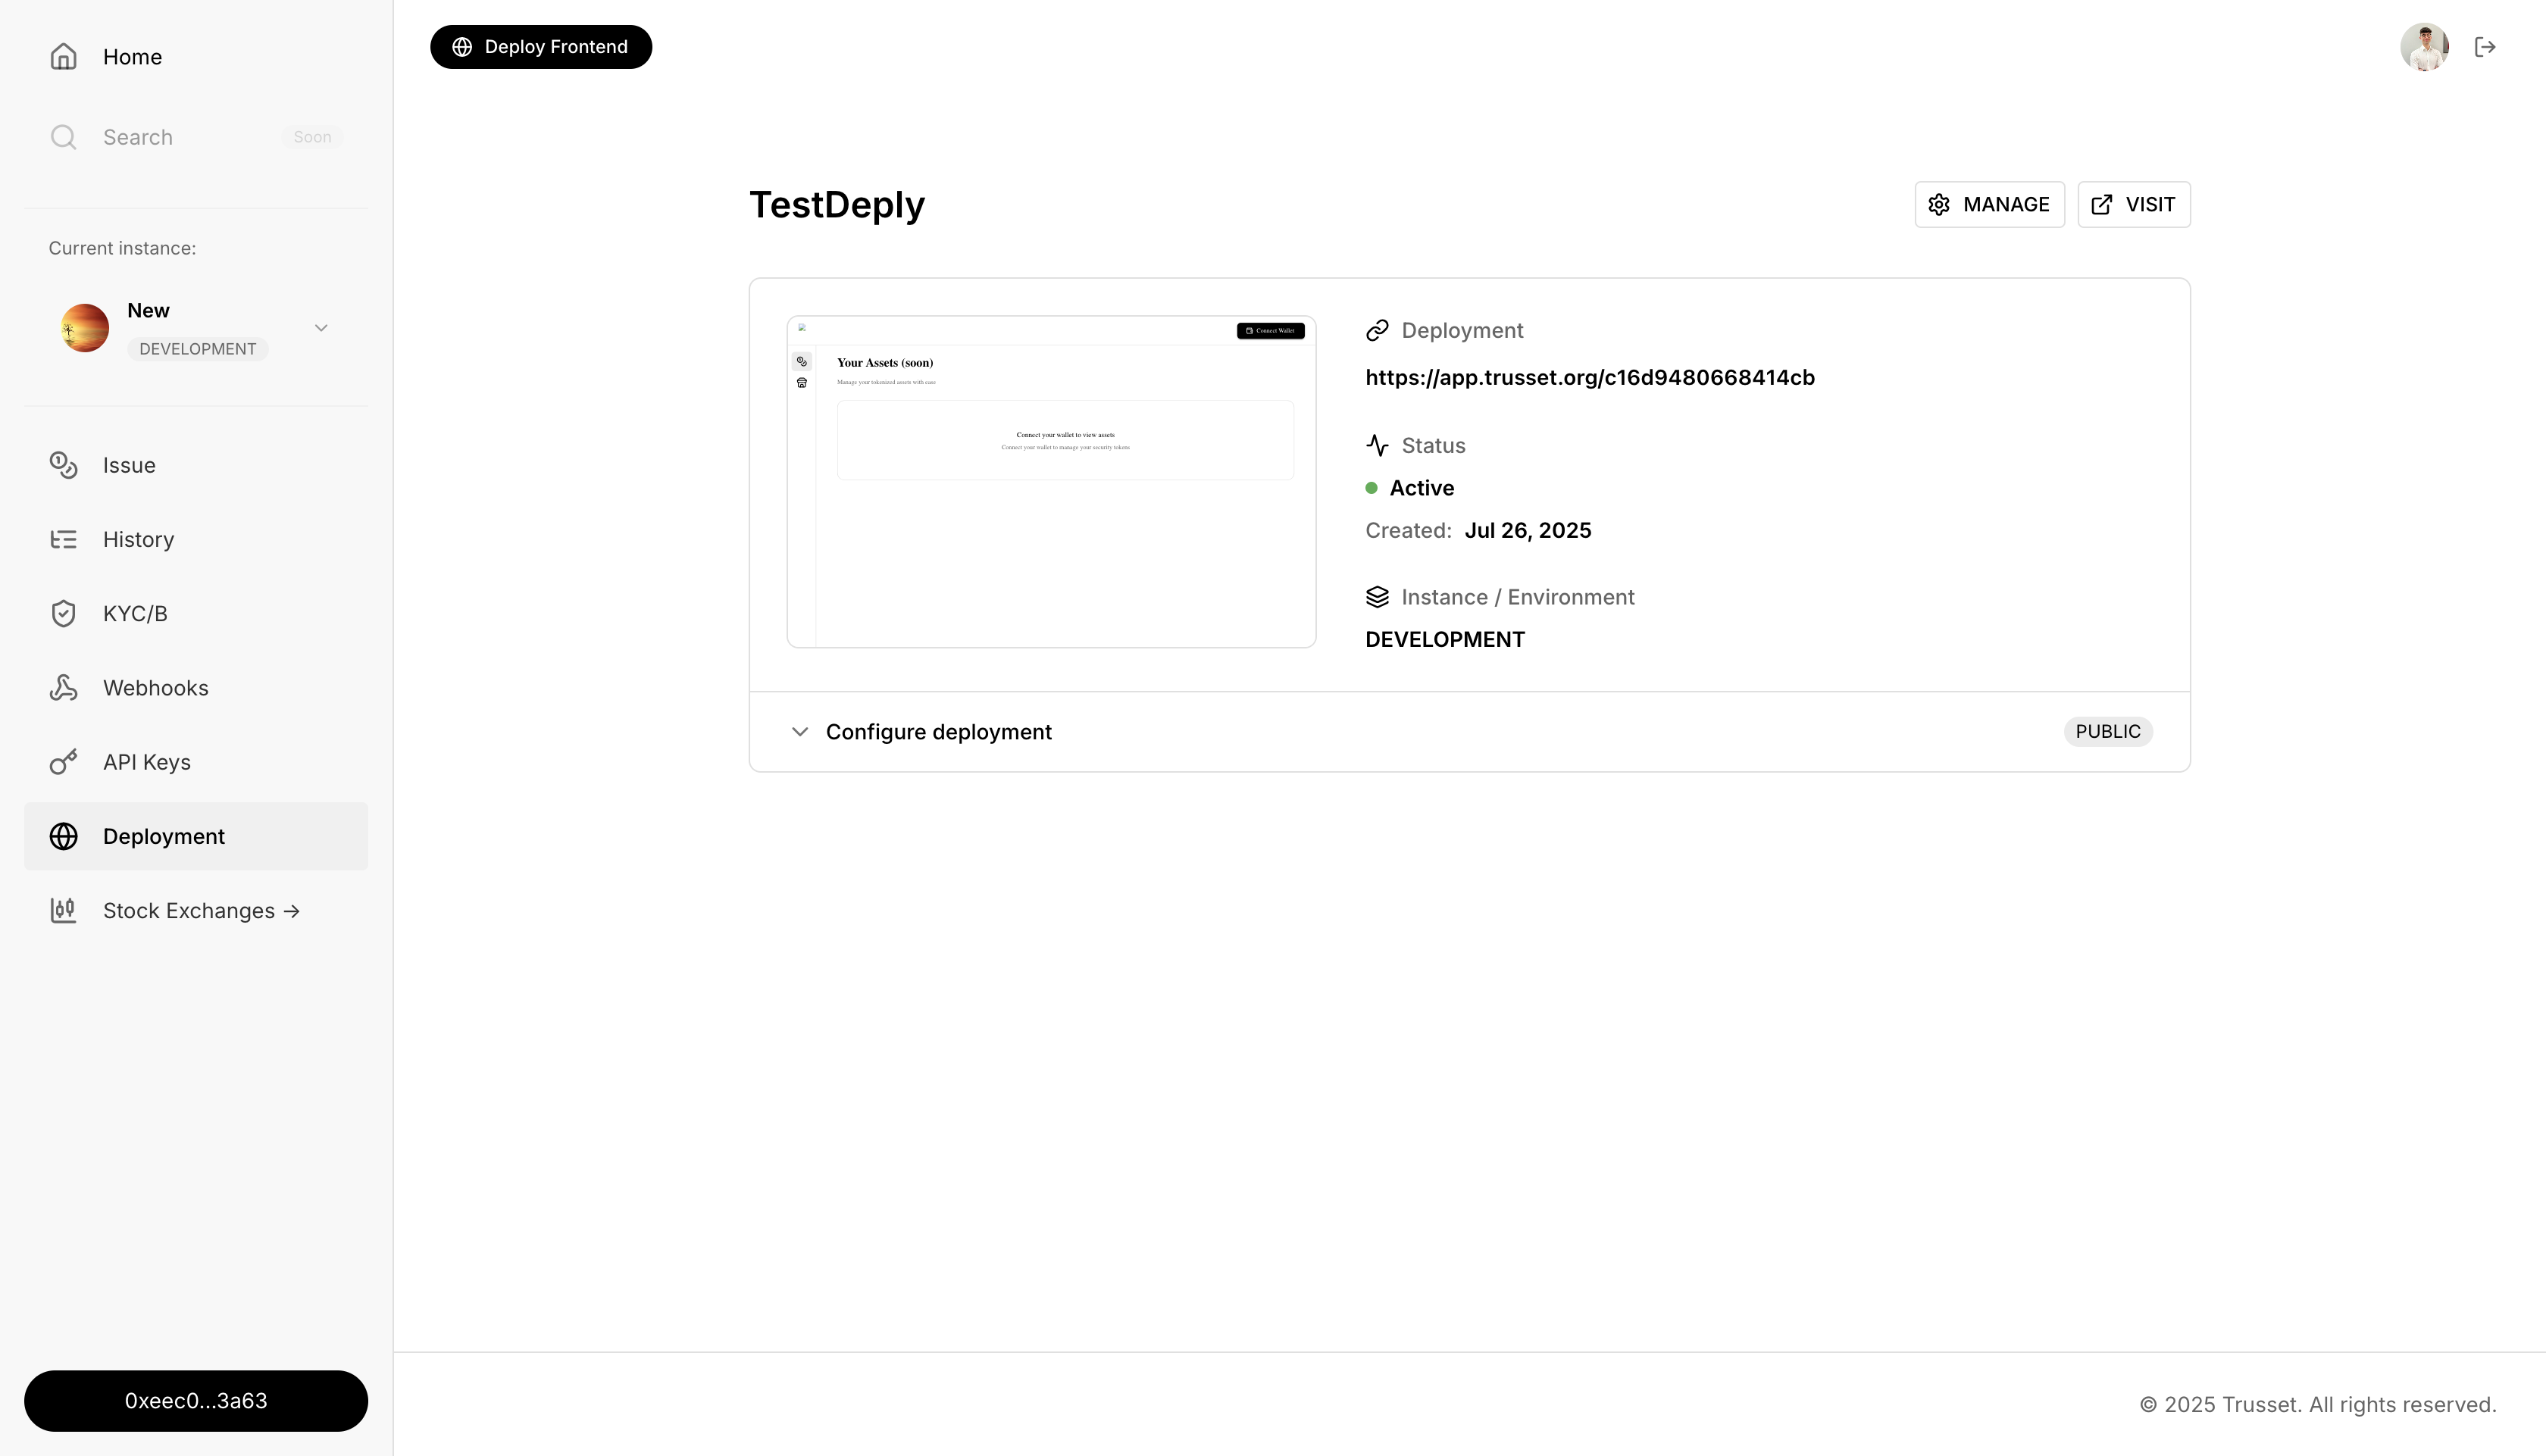 Home
Search
Soon
Current instance:
New
DEVELOPMENT
Issue
History
KYC/B
Webhooks
API Keys
Deployment
Stock Exchanges →
0xeec0...3a63
Deploy Frontend
TestDeply
MANAGE
VISIT
Connect Wallet
Your Assets (soon)
Manage your tokenized assets with ease
Connect your wallet to view assets
Connect your wallet to manage your security tokens
Deployment
https://app.trusset.org/c16d9480668414cb
Status
Active
Created: Jul 26, 2025
Instance / Environment
DEVELOPMENT
Configure deployment
PUBLIC
© 2025 Trusset. All rights reserved.